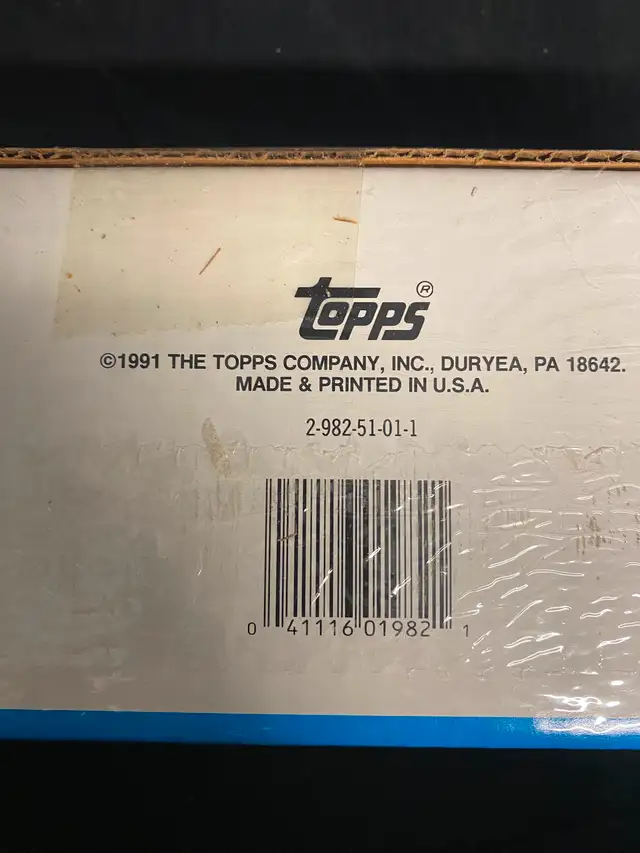 Topps®
©1991 THE TOPPS COMPANY, INC., DURYEA, PA 18642.
MADE & PRINTED IN U.S.A.
2-982-51-01-1
0 41116 01982 1